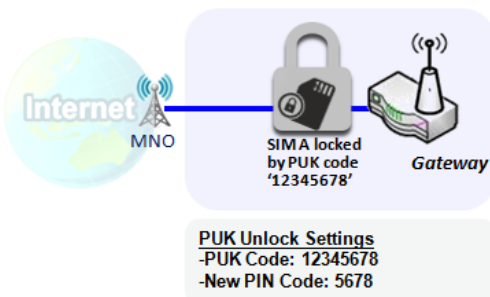 Internet
MNO
SIM A locked
by PUK code
‘12345678’
Gateway
PUK Unlock Settings
-PUK Code: 12345678
-New PIN Code: 5678